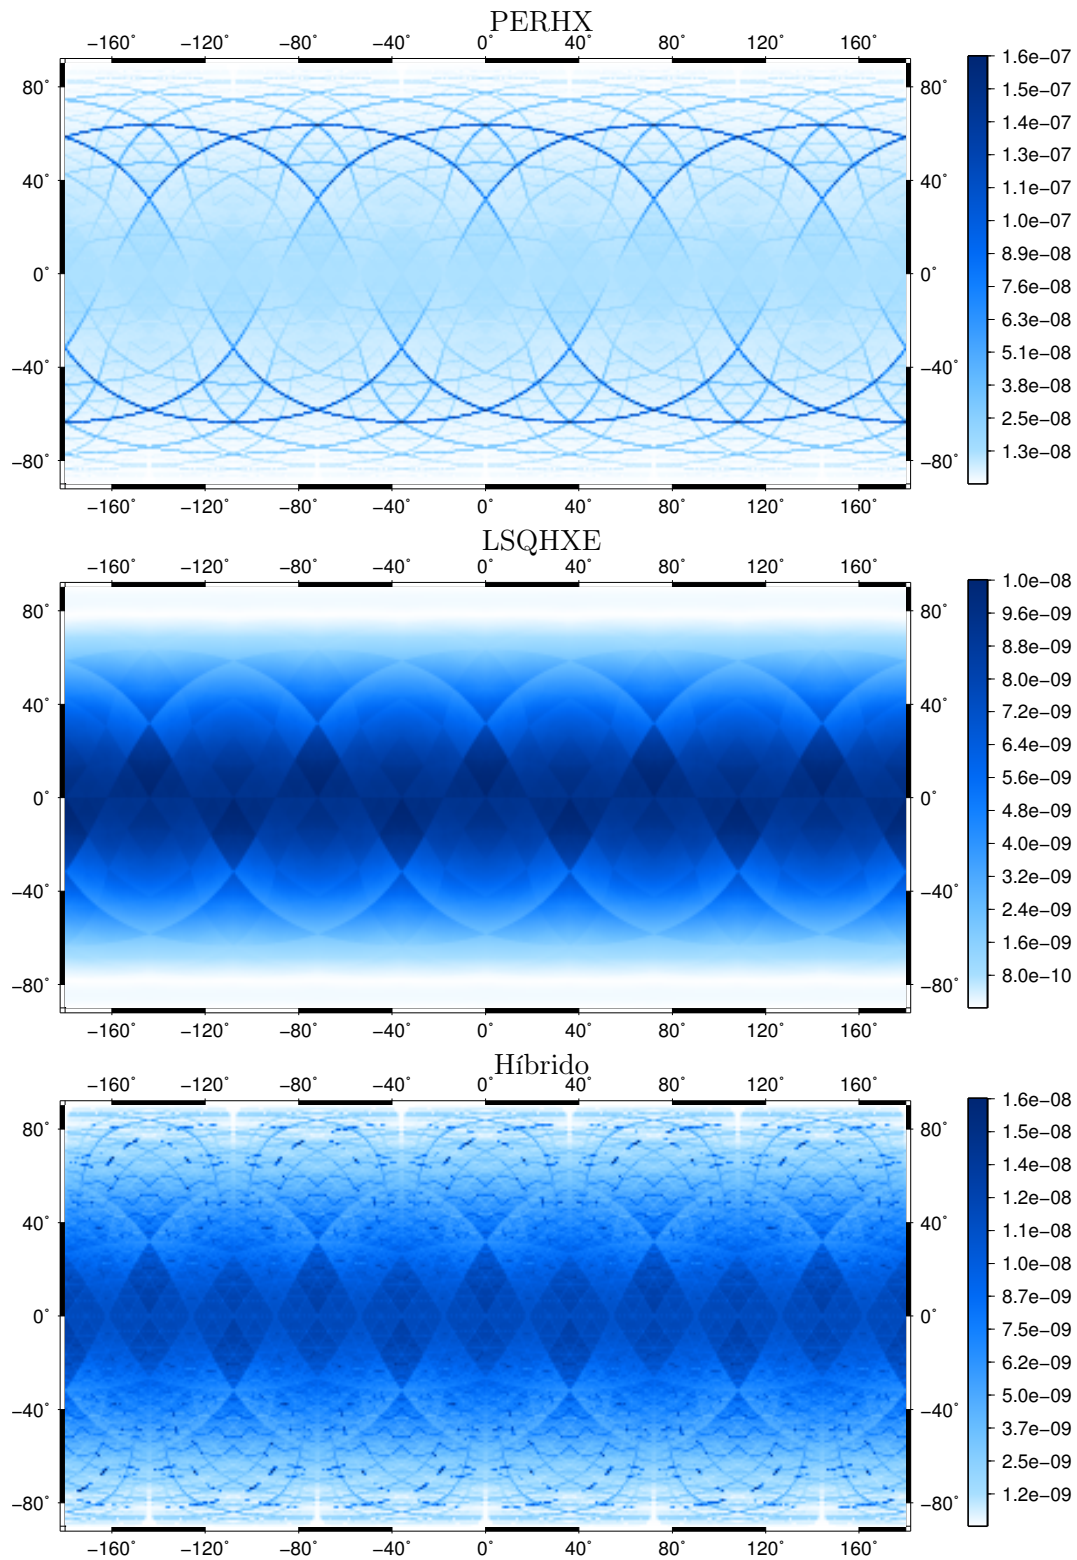 PERHX
−160° −120° −80° −40° 0° 40° 80° 120° 160°
80° 80°
40° 40°
0° 0°
−40° −40°
−80° −80°
−160° −120° −80° −40° 0° 40° 80° 120° 160°
1.6e−07
1.5e−07
1.4e−07
1.3e−07
1.1e−07
1.0e−07
8.9e−08
7.6e−08
6.3e−08
5.1e−08
3.8e−08
2.5e−08
1.3e−08
LSQHXE
−160° −120° −80° −40° 0° 40° 80° 120° 160°
80° 80°
40° 40°
0° 0°
−40° −40°
−80° −80°
−160° −120° −80° −40° 0° 40° 80° 120° 160°
1.0e−08
9.6e−09
8.8e−09
8.0e−09
7.2e−09
6.4e−09
5.6e−09
4.8e−09
4.0e−09
3.2e−09
2.4e−09
1.6e−09
8.0e−10
Híbrido
−160° −120° −80° −40° 0° 40° 80° 120° 160°
80° 80°
40° 40°
0° 0°
−40° −40°
−80° −80°
−160° −120° −80° −40° 0° 40° 80° 120° 160°
1.6e−08
1.5e−08
1.4e−08
1.2e−08
1.1e−08
1.0e−08
8.7e−09
7.5e−09
6.2e−09
5.0e−09
3.7e−09
2.5e−09
1.2e−09